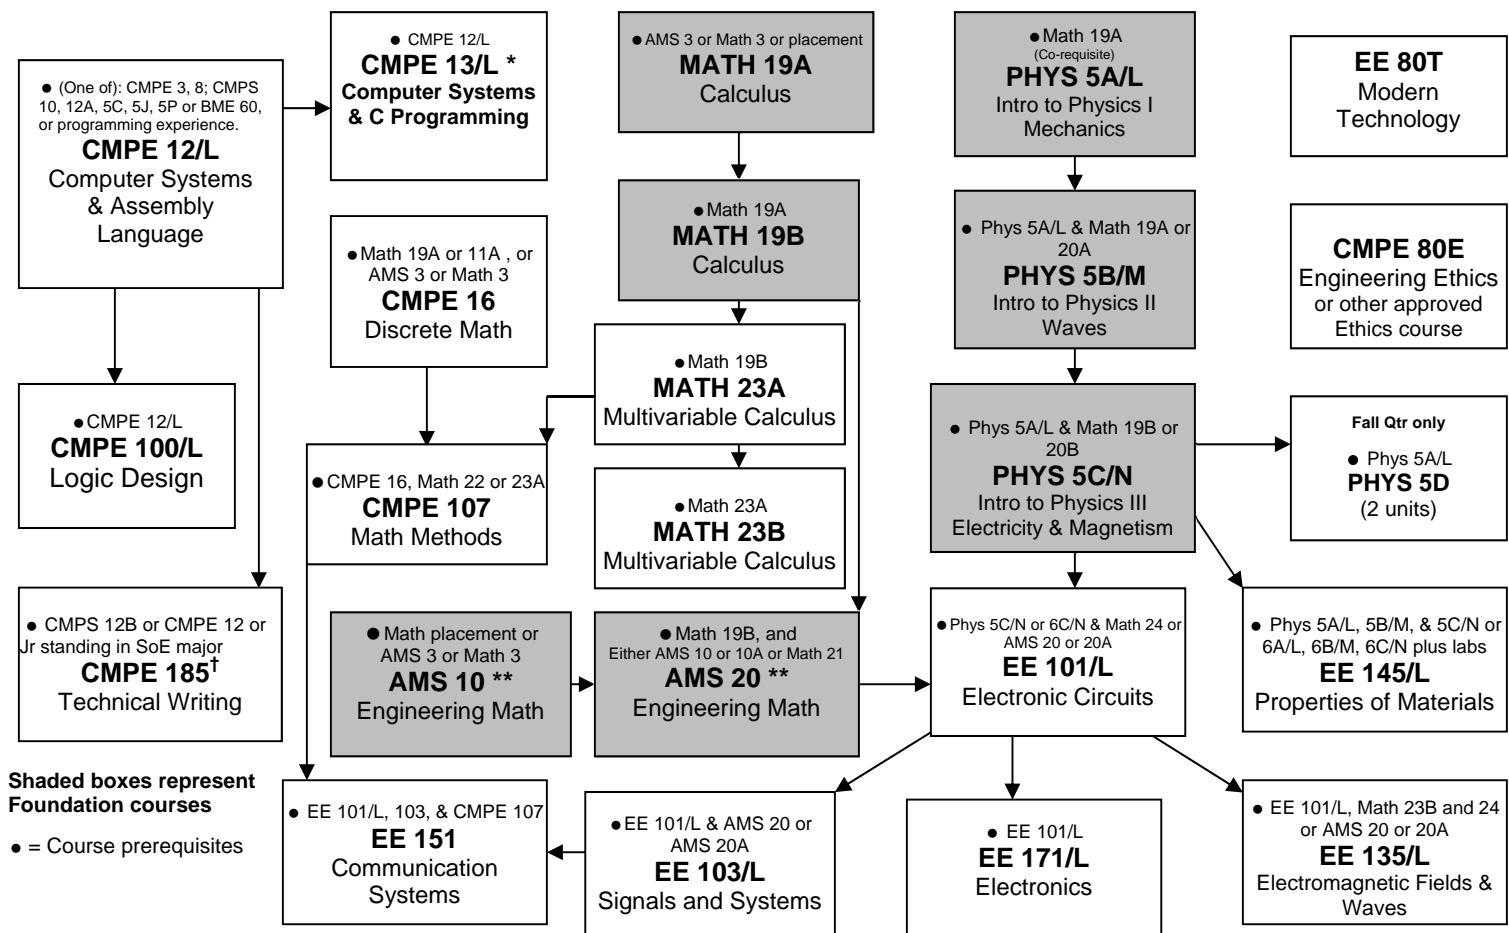 ● (One of): CMPE 3, 8; CMPS
10, 12A, 5C, 5J, 5P or BME 60,
or programming experience.
CMPE 12/L
Computer Systems
& Assembly
Language
● CMPE 12/L
CMPE 13/L *
Computer Systems
& C Programming
● AMS 3 or Math 3 or placement
MATH 19A
Calculus
● Math 19A
(Co-requisite)
PHYS 5A/L
Intro to Physics I
Mechanics
EE 80T
Modern
Technology
● Math 19A or 11A , or
AMS 3 or Math 3
CMPE 16
Discrete Math
● Math 19A
MATH 19B
Calculus
● Phys 5A/L & Math 19A or
20A
PHYS 5B/M
Intro to Physics II
Waves
CMPE 80E
Engineering Ethics
or other approved
Ethics course
● CMPE 12/L
CMPE 100/L
Logic Design
● CMPE 16, Math 22 or 23A
CMPE 107
Math Methods
● Math 19B
MATH 23A
Multivariable Calculus
● Math 23A
MATH 23B
Multivariable Calculus
● Phys 5A/L & Math 19B or
20B
PHYS 5C/N
Intro to Physics III
Electricity & Magnetism
Fall Qtr only
● Phys 5A/L
PHYS 5D
(2 units)
● CMPS 12B or CMPE 12 or
Jr standing in SoE major
CMPE 185†
Technical Writing
● Math placement or
AMS 3 or Math 3
AMS 10 **
Engineering Math
● Math 19B, and
Either AMS 10 or 10A or Math 21
AMS 20 **
Engineering Math
● Phys 5C/N or 6C/N & Math 24 or
AMS 20 or 20A
EE 101/L
Electronic Circuits
● Phys 5A/L, 5B/M, & 5C/N or
6A/L, 6B/M, 6C/N plus labs
EE 145/L
Properties of Materials
Shaded boxes represent
Foundation courses
● = Course prerequisites
● EE 101/L, 103, & CMPE 107
EE 151
Communication
Systems
● EE 101/L & AMS 20 or
AMS 20A
EE 103/L
Signals and Systems
● EE 101/L
EE 171/L
Electronics
● EE 101/L, Math 23B and 24
or AMS 20 or 20A
EE 135/L
Electromagnetic Fields &
Waves